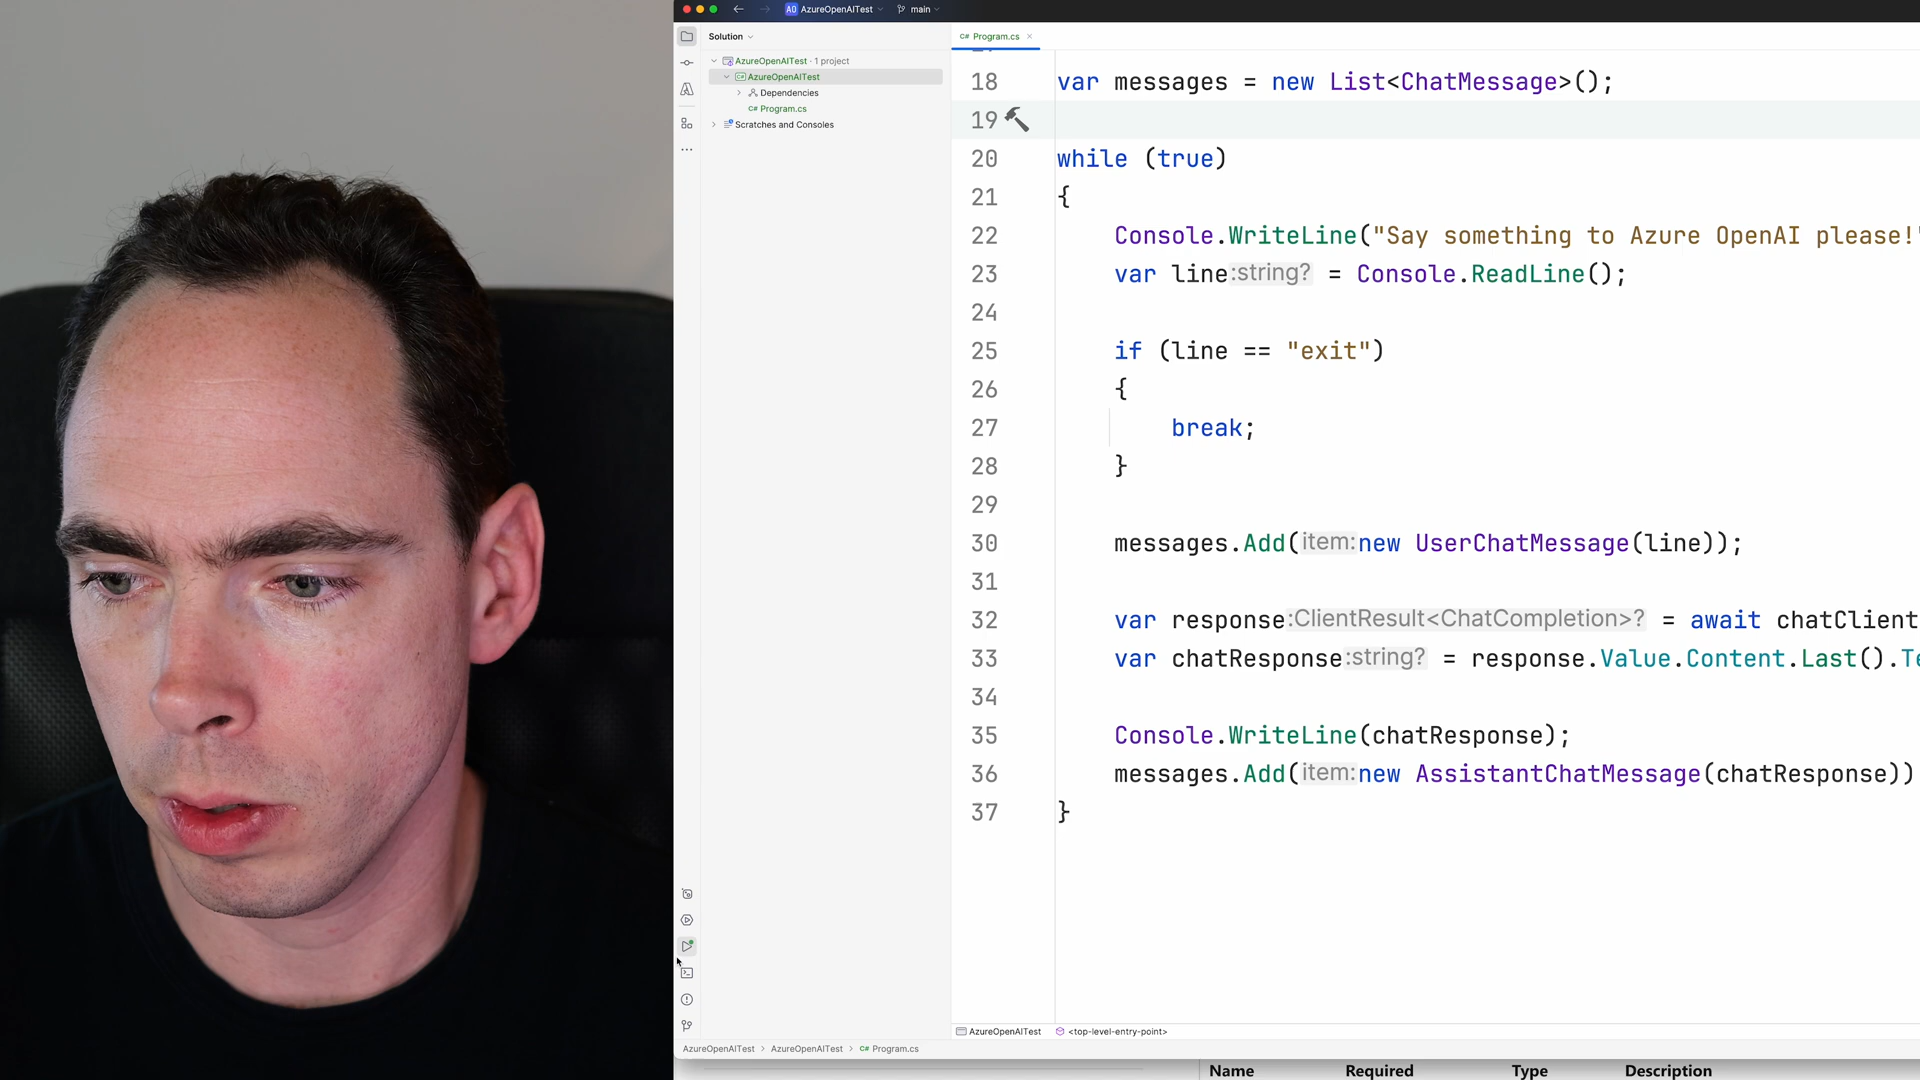 AO AzureOpenAITest main
Solution
C# Program.cs
AzureOpenAITest · 1 project
AzureOpenAITest
Dependencies
C# Program.cs
Scratches and Consoles
18 var messages = new List<ChatMessage>();
19
20 while (true)
21 {
22 Console.WriteLine("Say something to Azure OpenAI please!"
23 var line:string? = Console.ReadLine();
24
25 if (line == "exit")
26 {
27 break;
28 }
29
30 messages.Add(item:new UserChatMessage(line));
31
32 var response:ClientResult<ChatCompletion>? = await chatClient
33 var chatResponse:string? = response.Value.Content.Last().Te
34
35 Console.WriteLine(chatResponse);
36 messages.Add(item:new AssistantChatMessage(chatResponse))
37 }
AzureOpenAITest <top-level-entry-point>
AzureOpenAITest > AzureOpenAITest > C# Program.cs
Name Required Type Description